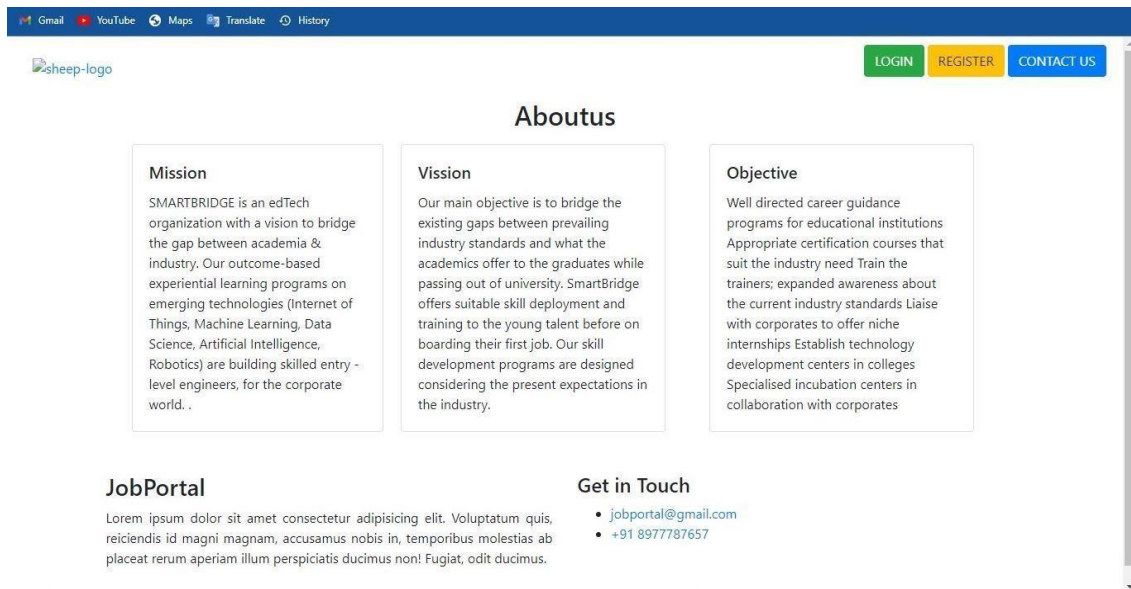 Gmail YouTube Maps Translate History
sheep-logo
LOGIN REGISTER CONTACT US
Aboutus
Mission
SMARTBRIDGE is an edTech
organization with a vision to bridge
the gap between academia &
industry. Our outcome-based
experiential learning programs on
emerging technologies (Internet of
Things, Machine Learning, Data
Science, Artificial Intelligence,
Robotics) are building skilled entry -
level engineers, for the corporate
world. .
Vission
Our main objective is to bridge the
existing gaps between prevailing
industry standards and what the
academics offer to the graduates while
passing out of university. SmartBridge
offers suitable skill deployment and
training to the young talent before on
boarding their first job. Our skill
development programs are designed
considering the present expectations in
the industry.
Objective
Well directed career guidance
programs for educational institutions
Appropriate certification courses that
suit the industry need Train the
trainers; expanded awareness about
the current industry standards Liaise
with corporates to offer niche
internships Establish technology
development centers in colleges
Specialised incubation centers in
collaboration with corporates
JobPortal
Lorem ipsum dolor sit amet consectetur adipisicing elit. Voluptatum quis,
reiciendis id magni magnam, accusamus nobis in, temporibus molestias ab
placeat rerum aperiam illum perspiciatis ducimus non! Fugiat, odit ducimus.
Get in Touch
jobportal@gmail.com
+91 8977787657